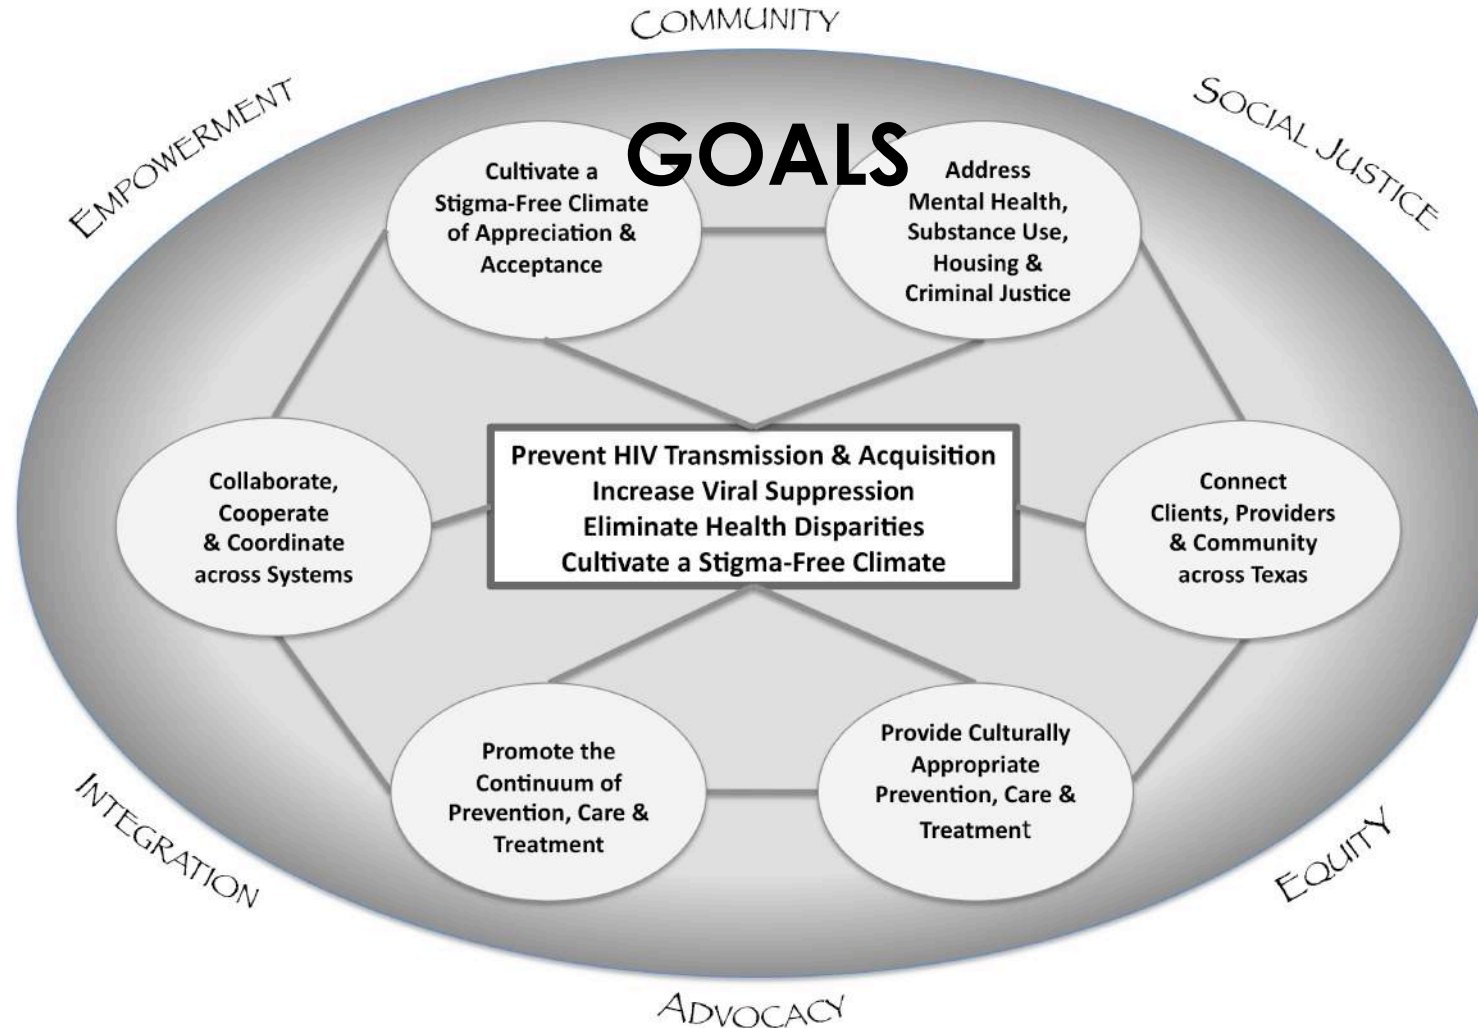 COMMUNITY
EMPOWERMENT
SOCIAL JUSTICE
GOALS
Cultivate a
Stigma-Free Climate
of Appreciation &
Acceptance
Address
Mental Health,
Substance Use,
Housing &
Criminal Justice
Collaborate,
Cooperate
& Coordinate
across Systems
Prevent HIV Transmission & Acquisition
Increase Viral Suppression
Eliminate Health Disparities
Cultivate a Stigma-Free Climate
Connect
Clients, Providers
& Community
across Texas
Promote the
Continuum of
Prevention, Care &
Treatment
Provide Culturally
Appropriate
Prevention, Care &
Treatment
INTEGRATION
EQUITY
ADVOCACY